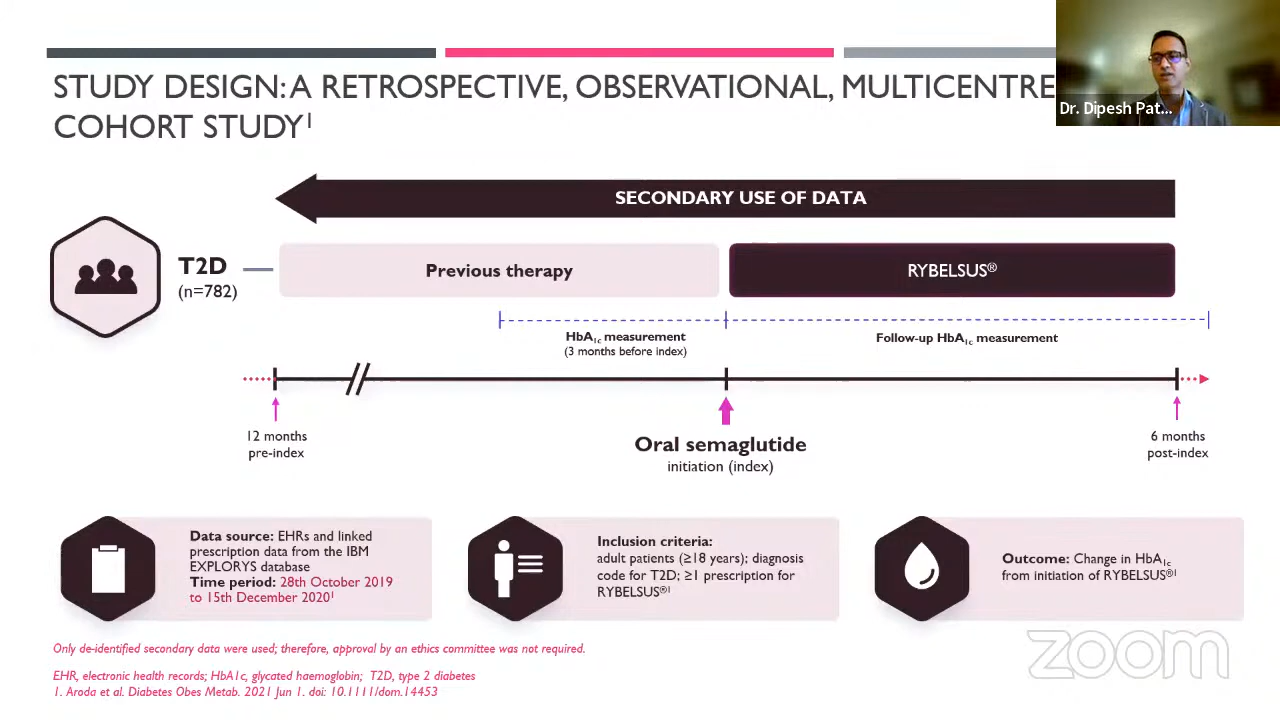 STUDY DESIGN: A RETROSPECTIVE, OBSERVATIONAL, MULTICENTRE
COHORT STUDY¹
Dr. Dipesh Pat...
SECONDARY USE OF DATA
T2D
(n=782)
Previous therapy
RYBELSUS®
HbA₁c measurement
(3 months before index)
Follow-up HbA₁c measurement
12 months
pre-index
Oral semaglutide
initiation (index)
6 months
post-index
Data source: EHRs and linked
prescription data from the IBM
EXPLORYS database
Time period: 28th October 2019
to 15th December 2020¹
Inclusion criteria:
adult patients (≥18 years); diagnosis
code for T2D; ≥1 prescription for
RYBELSUS®¹
Outcome: Change in HbA₁c
from initiation of RYBELSUS®¹
Only de-identified secondary data were used; therefore, approval by an ethics committee was not required.
EHR, electronic health records; HbA1c, glycated haemoglobin; T2D, type 2 diabetes
1. Aroda et al. Diabetes Obes Metab. 2021 Jun 1. doi: 10.1111/dom.14453
zoom